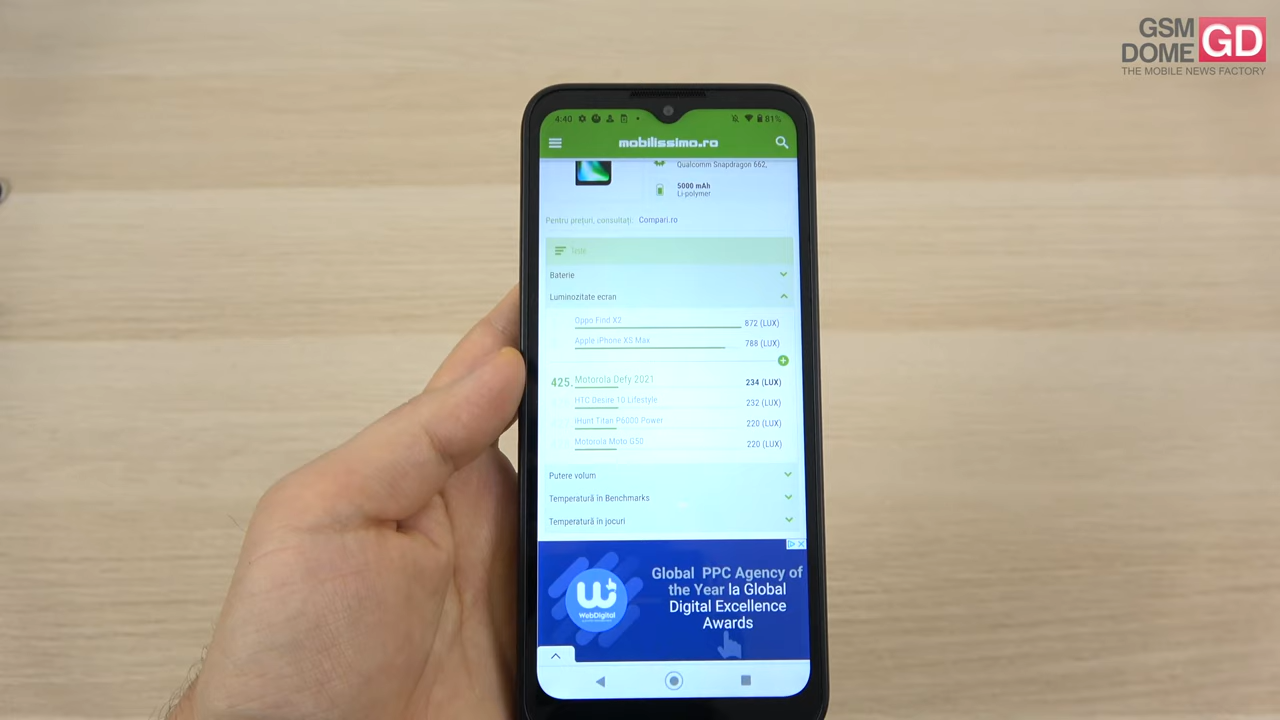 GSM
DOME GD
THE MOBILE NEWS FACTORY
4:40
81%
mobilissimo.ro
Qualcomm Snapdragon 662,
5000 mAh
Li-polymer
Pentru prețuri, consultați: Compari.ro
Teste
Baterie
Luminozitate ecran
Oppo Find X2 872 (LUX)
Apple iPhone XS Max 788 (LUX)
425. Motorola Defy 2021 234 (LUX)
HTC Desire 10 Lifestyle 232 (LUX)
iHunt Titan P6000 Power 220 (LUX)
Motorola Moto G50 220 (LUX)
Putere volum
Temperatură în Benchmarks
Temperatură în jocuri
Global PPC Agency of
the Year la Global
Digital Excellence
Awards
WebDigital